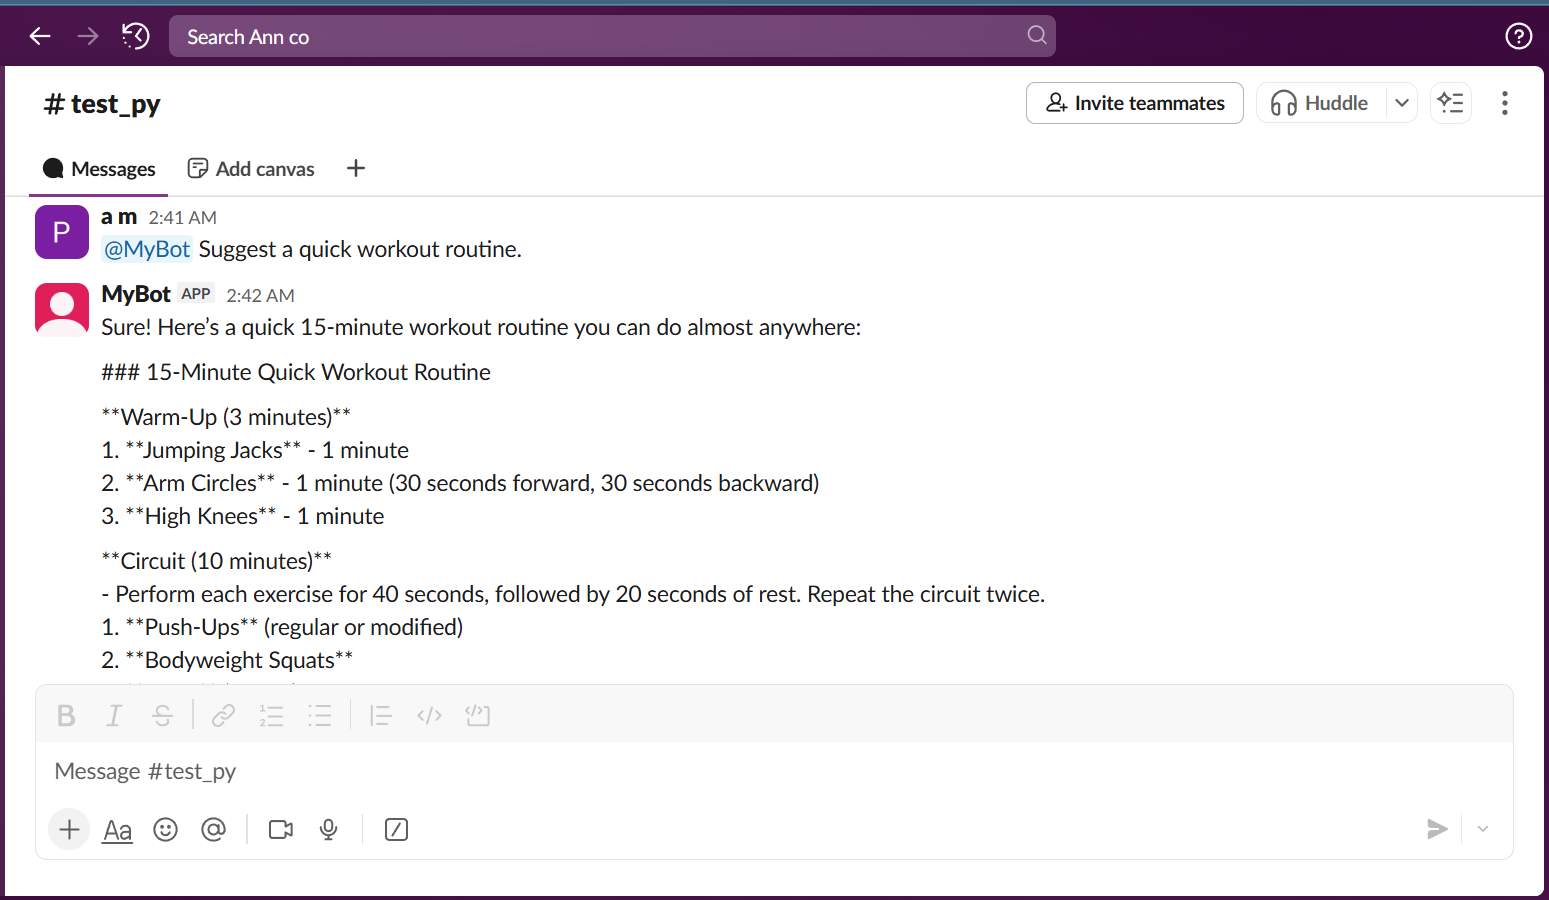 Search Ann co
# test_py
Invite teammates
Huddle
Messages
Add canvas
P
a m 2:41 AM
@MyBot Suggest a quick workout routine.
MyBot APP 2:42 AM
Sure! Here’s a quick 15-minute workout routine you can do almost anywhere:
### 15-Minute Quick Workout Routine
**Warm-Up (3 minutes)**
1. **Jumping Jacks** - 1 minute
2. **Arm Circles** - 1 minute (30 seconds forward, 30 seconds backward)
3. **High Knees** - 1 minute
**Circuit (10 minutes)**
- Perform each exercise for 40 seconds, followed by 20 seconds of rest. Repeat the circuit twice.
1. **Push-Ups** (regular or modified)
2. **Bodyweight Squats**
Message #test_py
Aa